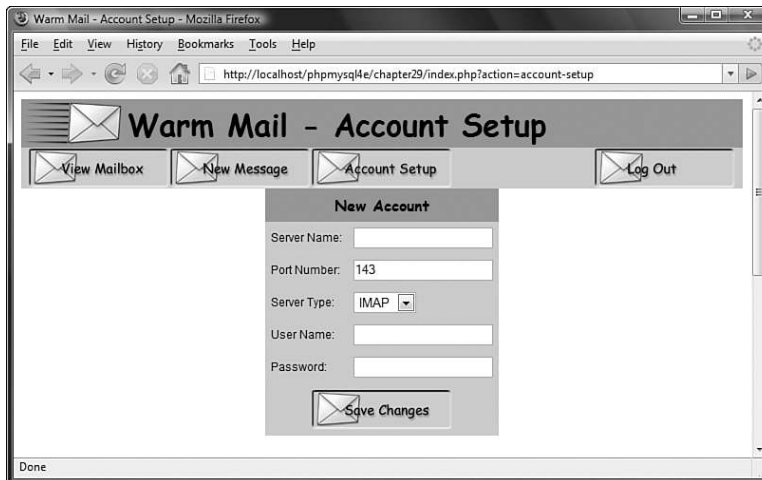 Warm Mail - Account Setup - Mozilla Firefox
File Edit View History Bookmarks Tools Help
http://localhost/phpmysql4e/chapter29/index.php?action=account-setup
Warm Mail - Account Setup
View Mailbox New Message Account Setup Log Out
New Account
Server Name:
Port Number: 143
Server Type: IMAP
User Name:
Password:
Save Changes
Done